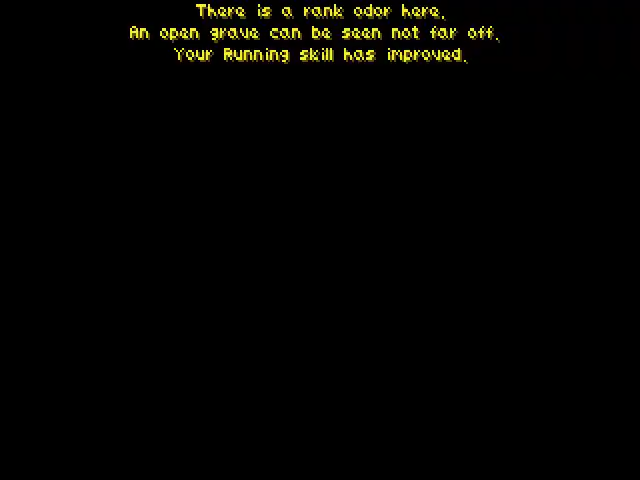 There is a rank odor here.
An open grave can be seen not far off.
Your Running skill has improved.